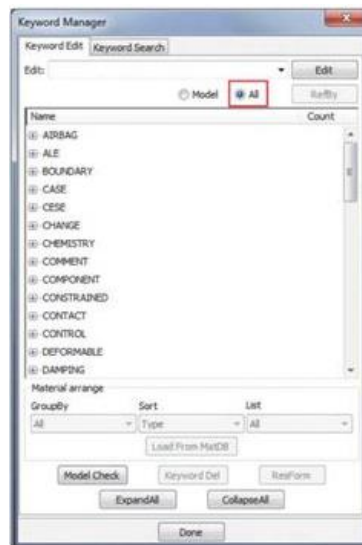 Keyword Manager
Keyword Edit Keyword Search
Edit: Edit
Model All RefBy
Name Count
AIRBAG
ALE
BOUNDARY
CASE
CESE
CHANGE
CHEMISTRY
COMMENT
COMPONENT
CONSTRAINED
CONTACT
CONTROL
DEFORMABLE
DAMPING
Material arrange
GroupBy Sort List
All Type All
Load From MatDB
Model Check Keyword Del ResForm
ExpandAll CollapseAll
Done